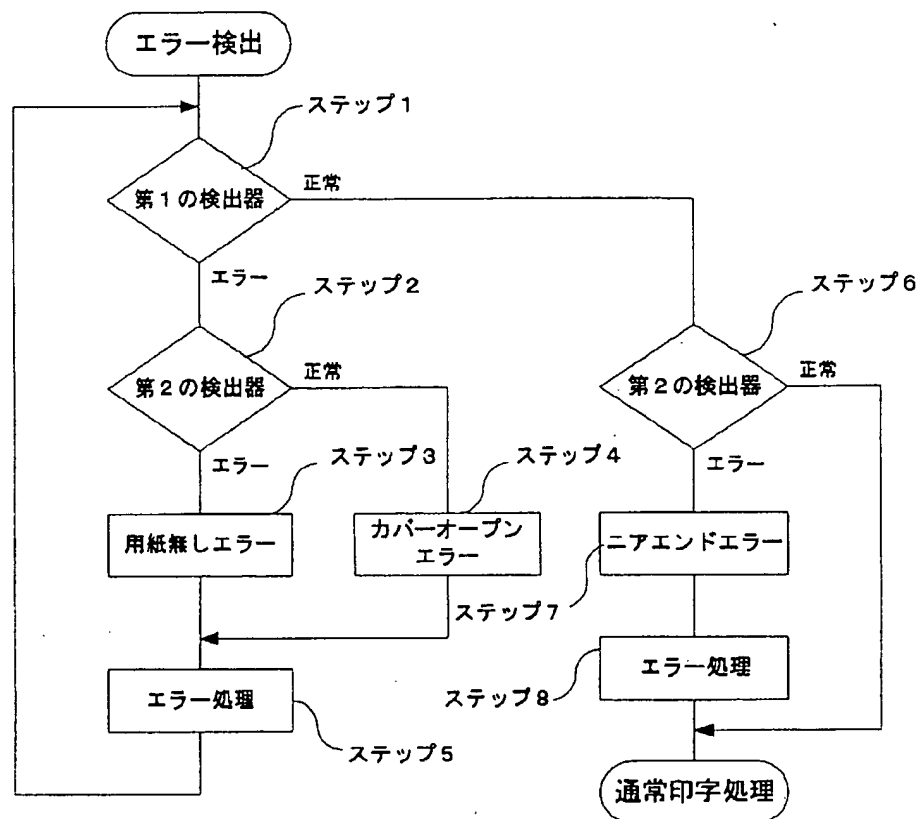 エラー検出
ステップ1
第1の検出器
正常
エラー
ステップ2
ステップ6
第2の検出器
正常
第2の検出器
正常
エラー
ステップ3
ステップ4
エラー
用紙無しエラー
カバーオープン
エラー
ニアエンドエラー
ステップ7
エラー処理
エラー処理
ステップ8
ステップ5
通常印字処理